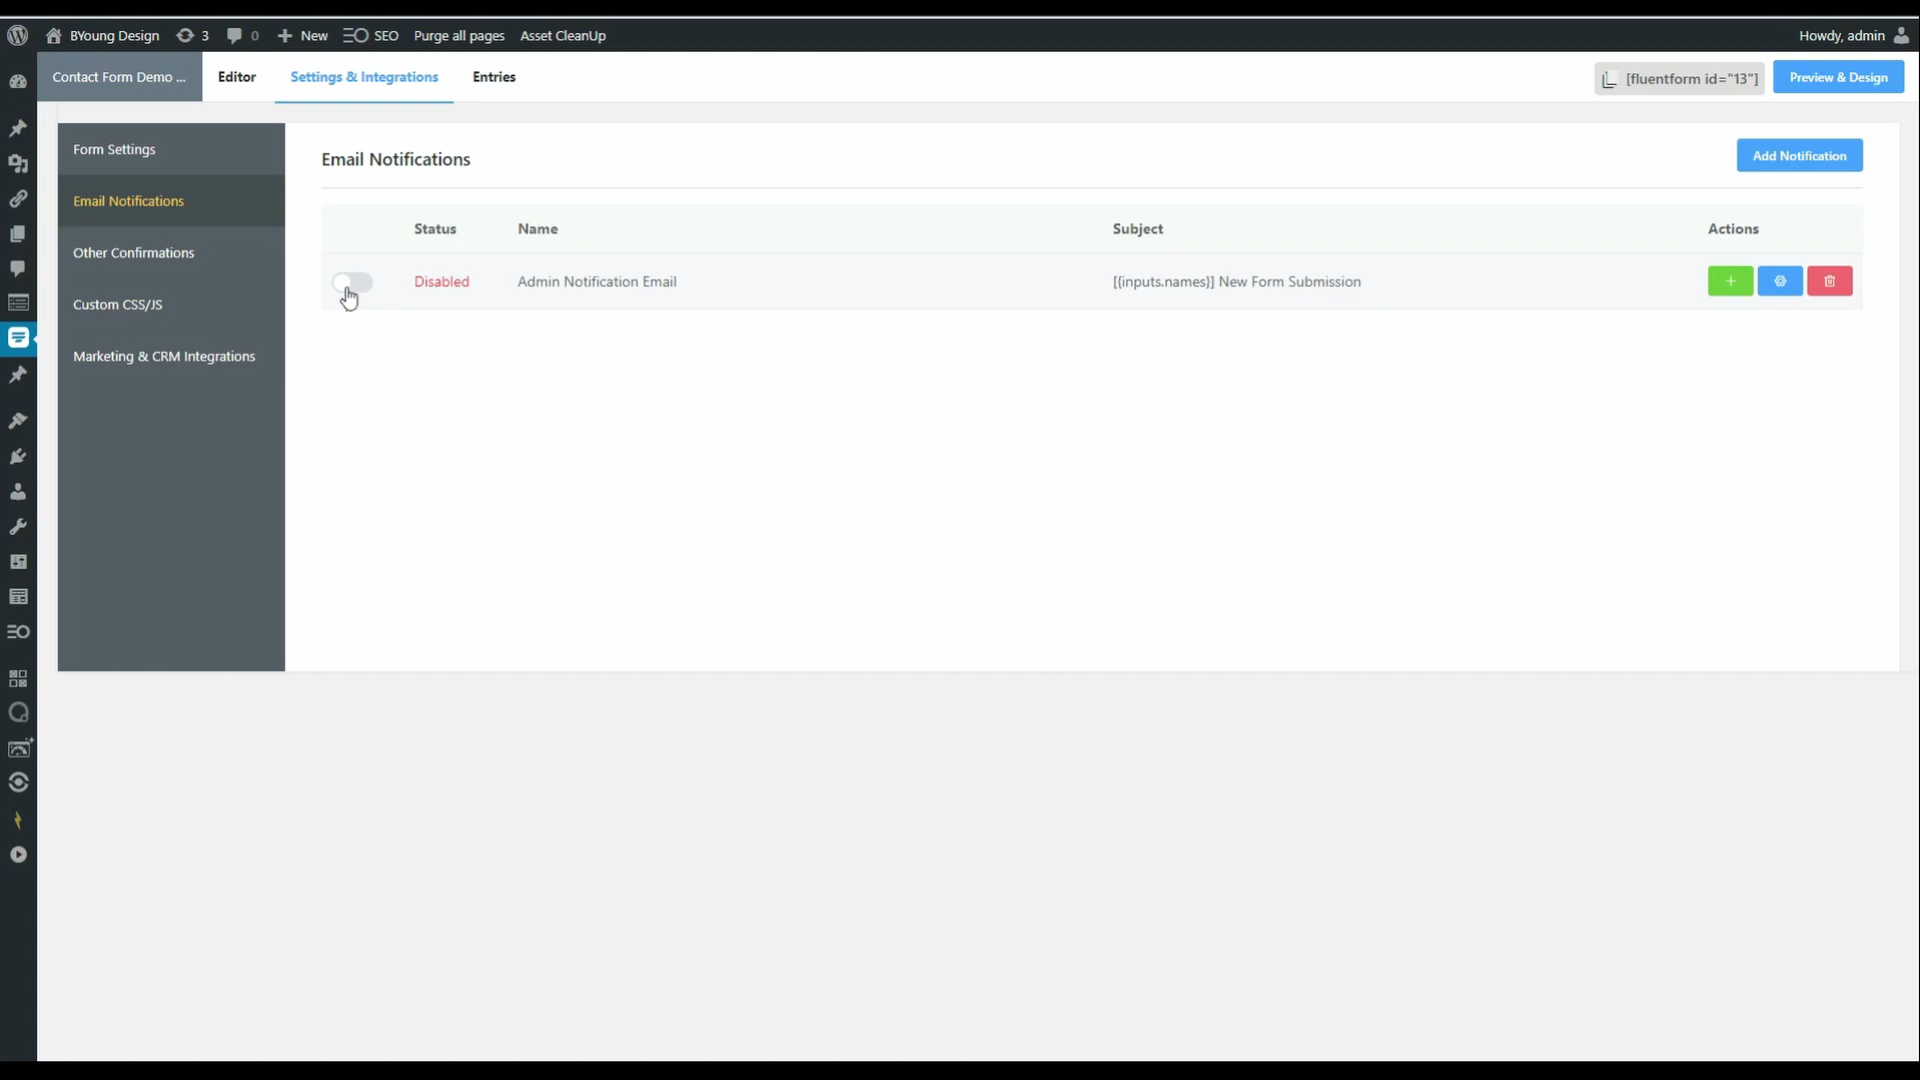 BYoung Design 3 0 New SEO Purge all pages Asset CleanUp Howdy, admin
Contact Form Demo ... Editor Settings & Integrations Entries [fluentform id="13"] Preview & Design
Form Settings
Email Notifications
Other Confirmations
Custom CSS/JS
Marketing & CRM Integrations
Email Notifications Add Notification
Status Name Subject Actions
Disabled Admin Notification Email [{inputs.names}] New Form Submission